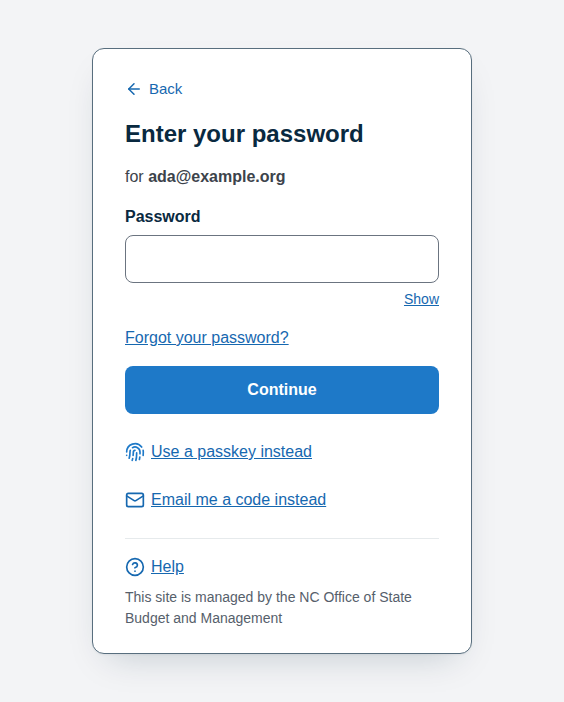 Back
Enter your password
for ada@example.org
Password
Show
Forgot your password?
Continue
Use a passkey instead
Email me a code instead
Help
This site is managed by the NC Office of State
Budget and Management